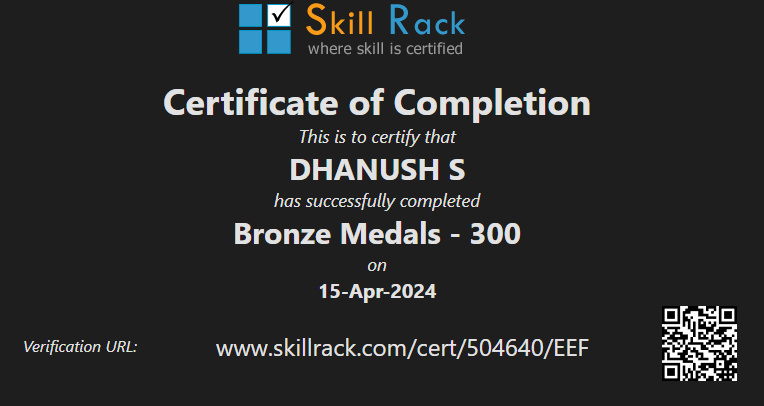 Skill Rack
where skill is certified
Certificate of Completion
This is to certify that
DHANUSH S
has successfully completed
Bronze Medals - 300
on
15-Apr-2024
Verification URL: www.skillrack.com/cert/504640/EEF